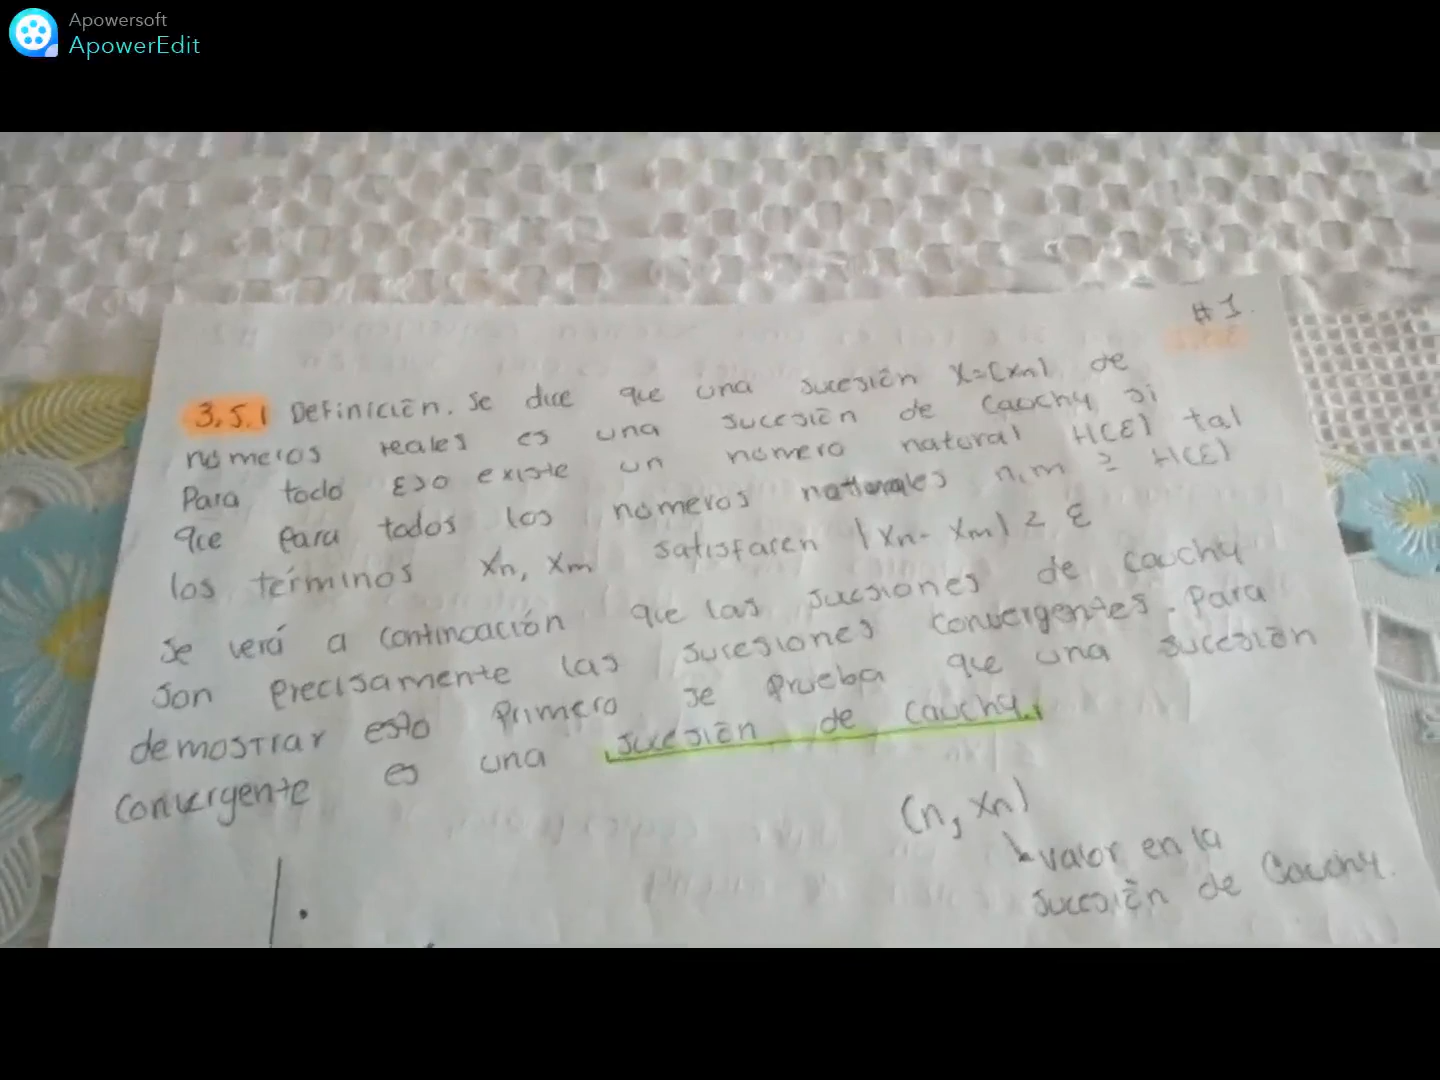 Apowersoft
ApowerEdit
#1.
3.5.1 Definición. Se dice que una sucesión X=(xn) de
números reales es una sucesión de Cauchy si
Para todo ε>0 existe un número natural H(ε) tal
que para todos los números naturales n,m ≥ H(ε)
los términos xn, xm satisfacen |xn - xm| < ε
Se verá a continuación que las sucsiones de cauchy
son precisamente las sucesiones convergentes. Para
demostrar esto primero se prueba que una sucesión
convergente es una sucesión de cauchy.
(n, xn)
valor en la
sucesión de Cauchy.